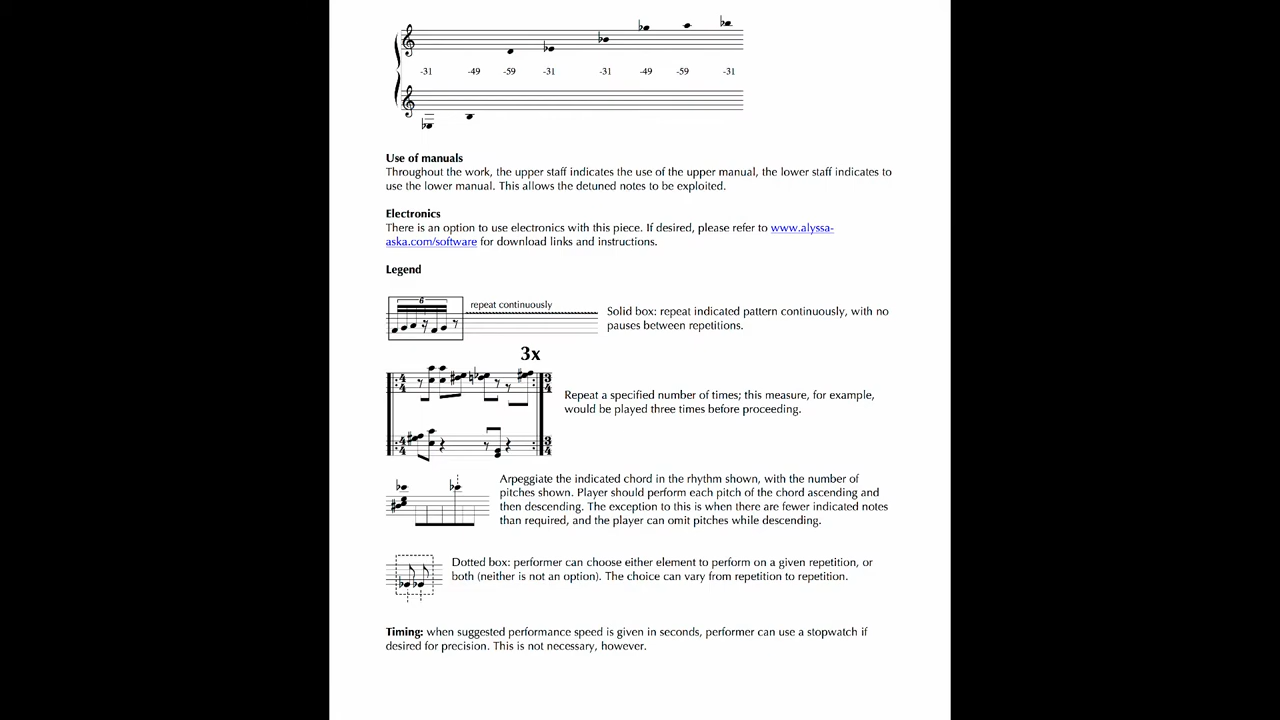 -31 -49 -59 -31 -31 -49 -59 -31
Use of manuals
Throughout the work, the upper staff indicates the use of the upper manual, the lower staff indicates to
use the lower manual. This allows the detuned notes to be exploited.
Electronics
There is an option to use electronics with this piece. If desired, please refer to www.alyssa-
aska.com/software for download links and instructions.
Legend
6
repeat continuously
Solid box: repeat indicated pattern continuously, with no
pauses between repetitions.
3x
4 4 3 4
Repeat a specified number of times; this measure, for example,
would be played three times before proceeding.
4 4 3 4
Arpeggiate the indicated chord in the rhythm shown, with the number of
pitches shown. Player should perform each pitch of the chord ascending and
then descending. The exception to this is when there are fewer indicated notes
than required, and the player can omit pitches while descending.
Dotted box: performer can choose either element to perform on a given repetition, or
both (neither is not an option). The choice can vary from repetition to repetition.
Timing: when suggested performance speed is given in seconds, performer can use a stopwatch if
desired for precision. This is not necessary, however.